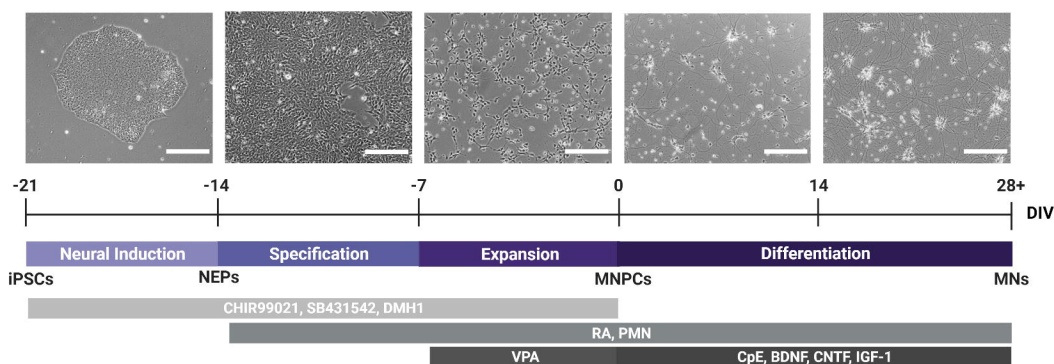 -21 -14 -7 0 14 28+
DIV
Neural Induction Specification Expansion Differentiation
iPSCs NEPs MNPCs MNs
CHIR99021, SB431542, DMH1
RA, PMN
VPA CpE, BDNF, CNTF, IGF-1